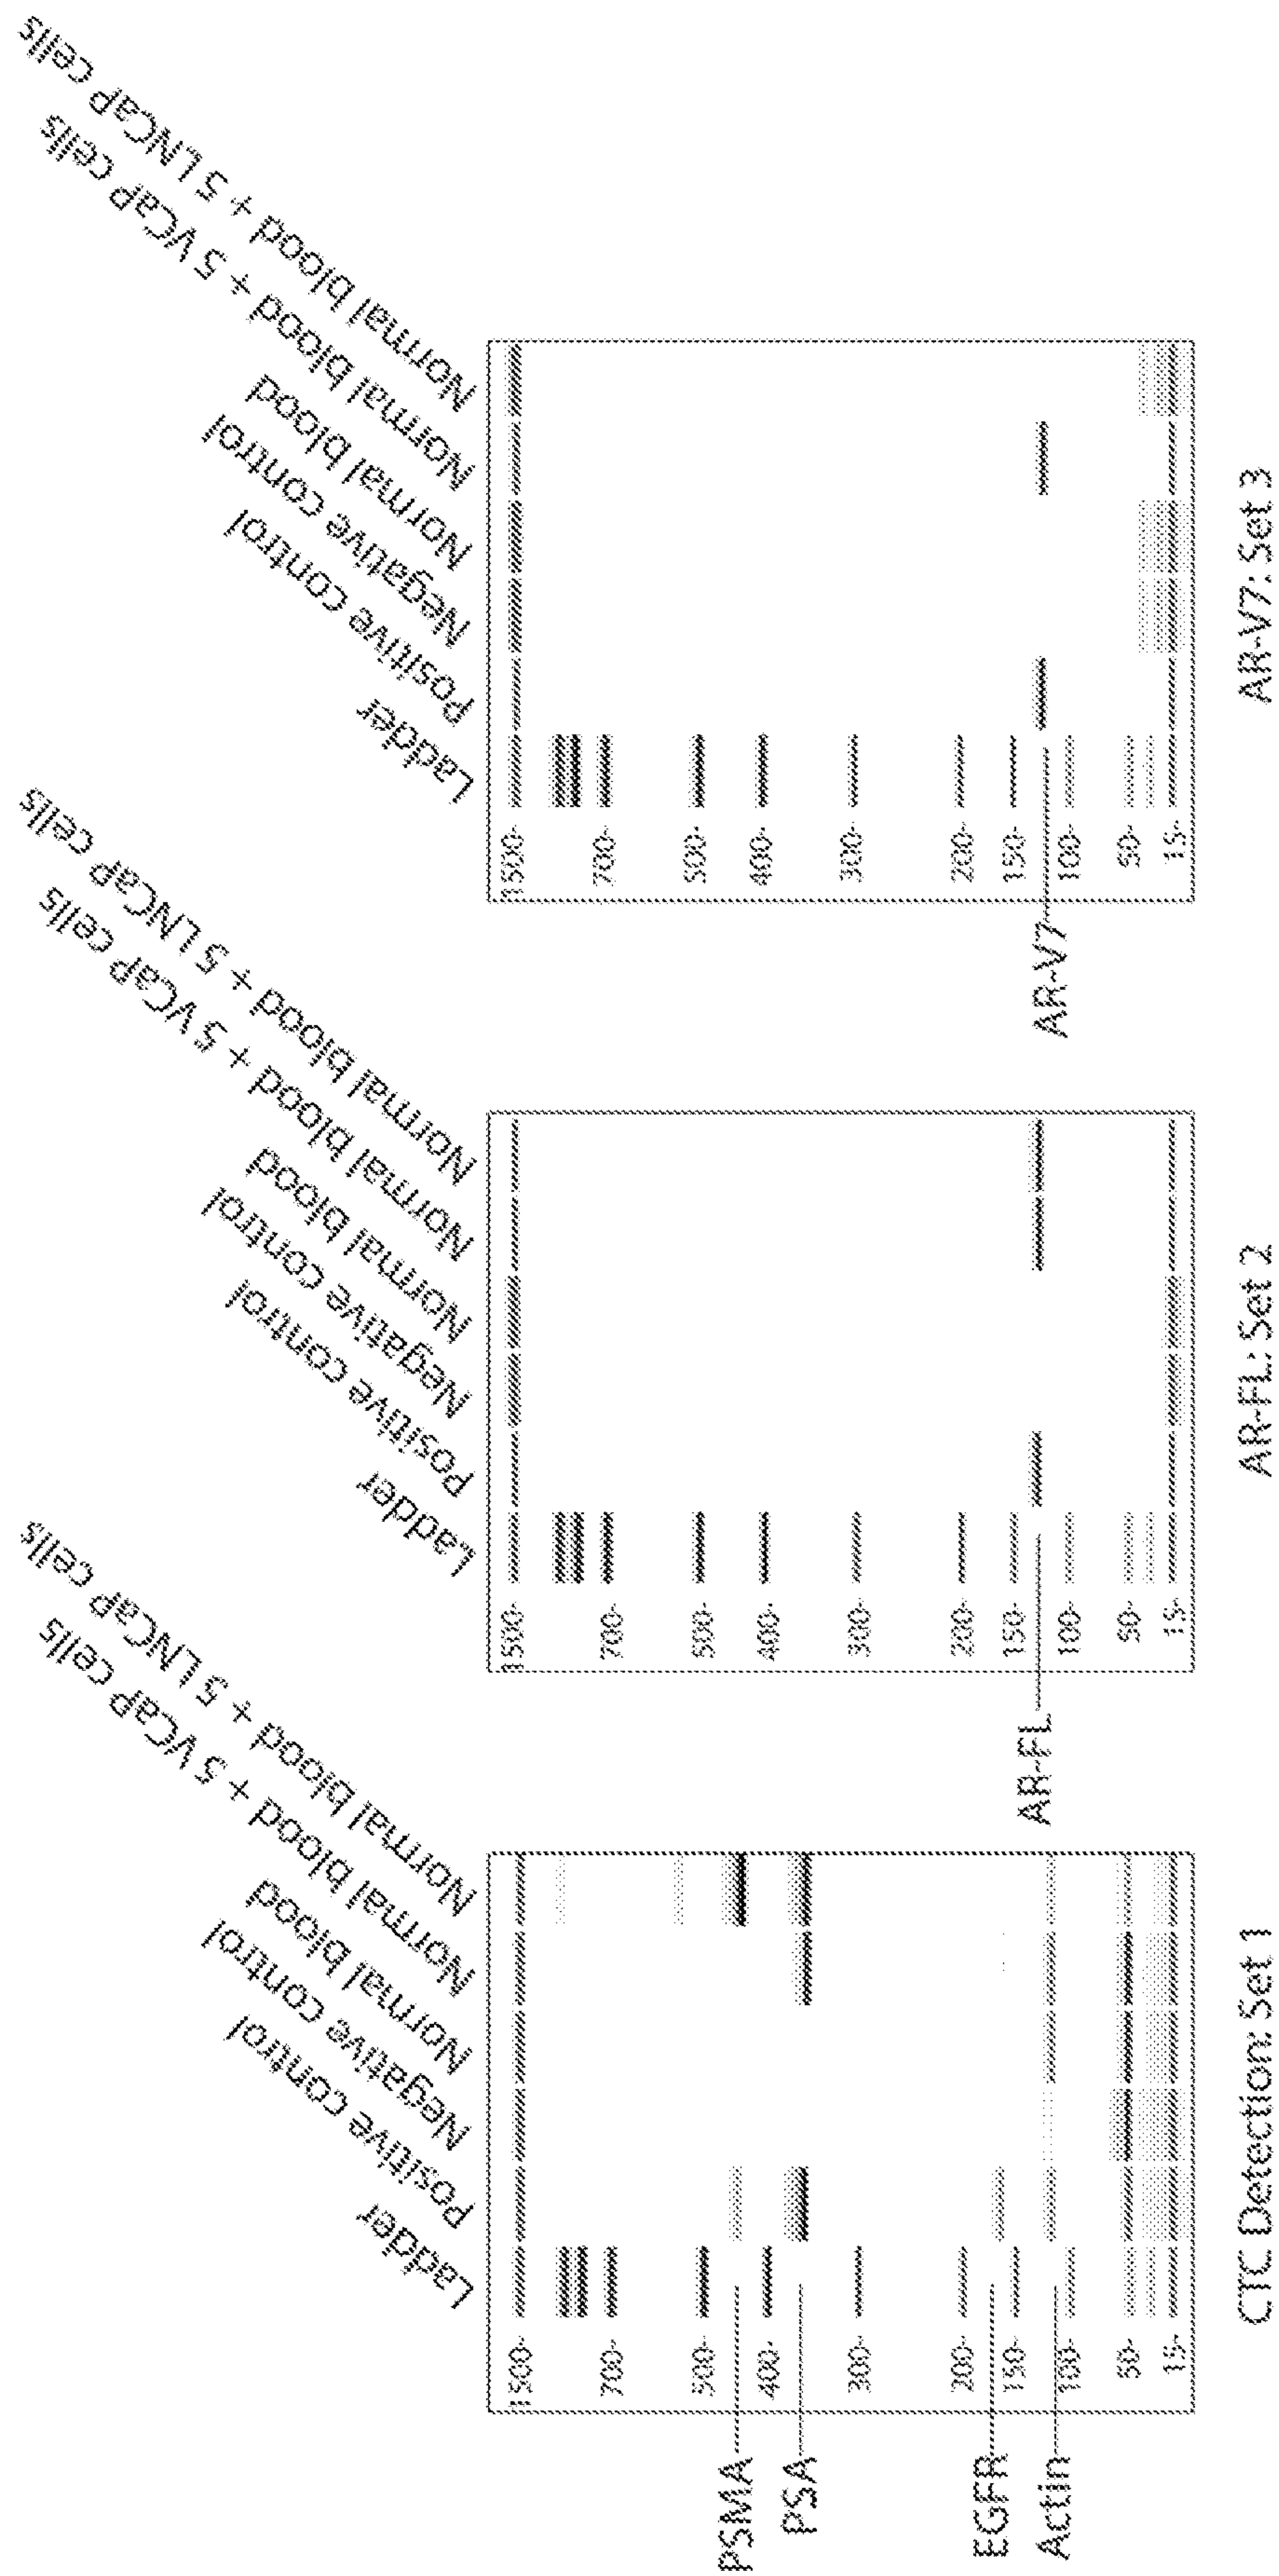 Ladder
Positive control
Negative control
Normal blood
Normal blood + 5 VCaP cells
Normal blood + 5 LNCaP cells
1500-
700-
500-
400-
300-
200-
150-
100-
50-
15-
PSMA
PSA
EGFR
Actin
CTC Detection: Set 1
Ladder
Positive control
Negative control
Normal blood
Normal blood + 5 VCaP cells
Normal blood + 5 LNCaP cells
1500-
700-
500-
400-
300-
200-
150-
100-
50-
15-
AR-FL
AR-FL: Set 2
Ladder
Positive control
Negative control
Normal blood
Normal blood + 5 VCaP cells
Normal blood + 5 LNCaP cells
1500-
700-
500-
400-
300-
200-
150-
100-
50-
15-
AR-V7
AR-V7: Set 3